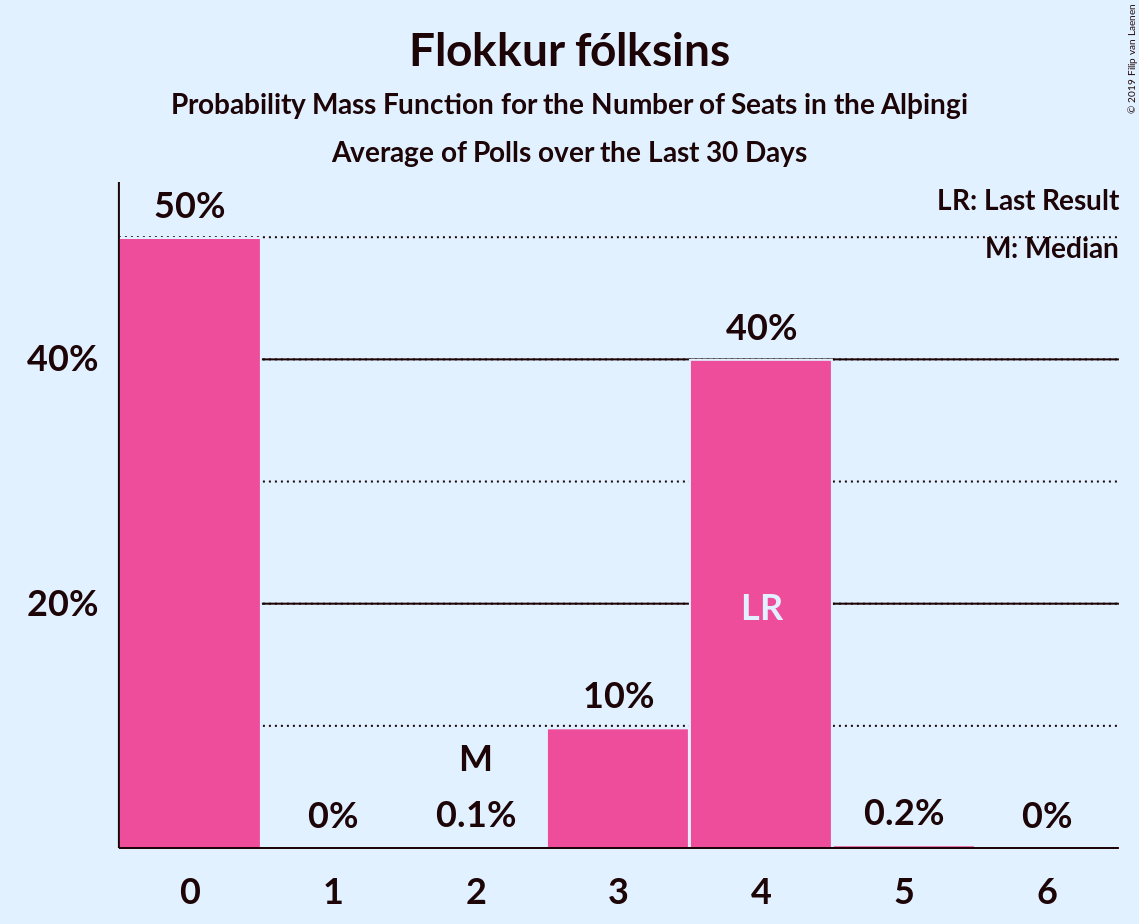 Flokkur fólksins
Probability Mass Function for the Number of Seats in the Alþingi
Average of Polls over the Last 30 Days
© 2019 Filip van Laenen
LR: Last Result
M: Median
50%
40%
40%
20%
LR
10%
M
0%
0.1%
0.2%
0%
0 1 2 3 4 5 6